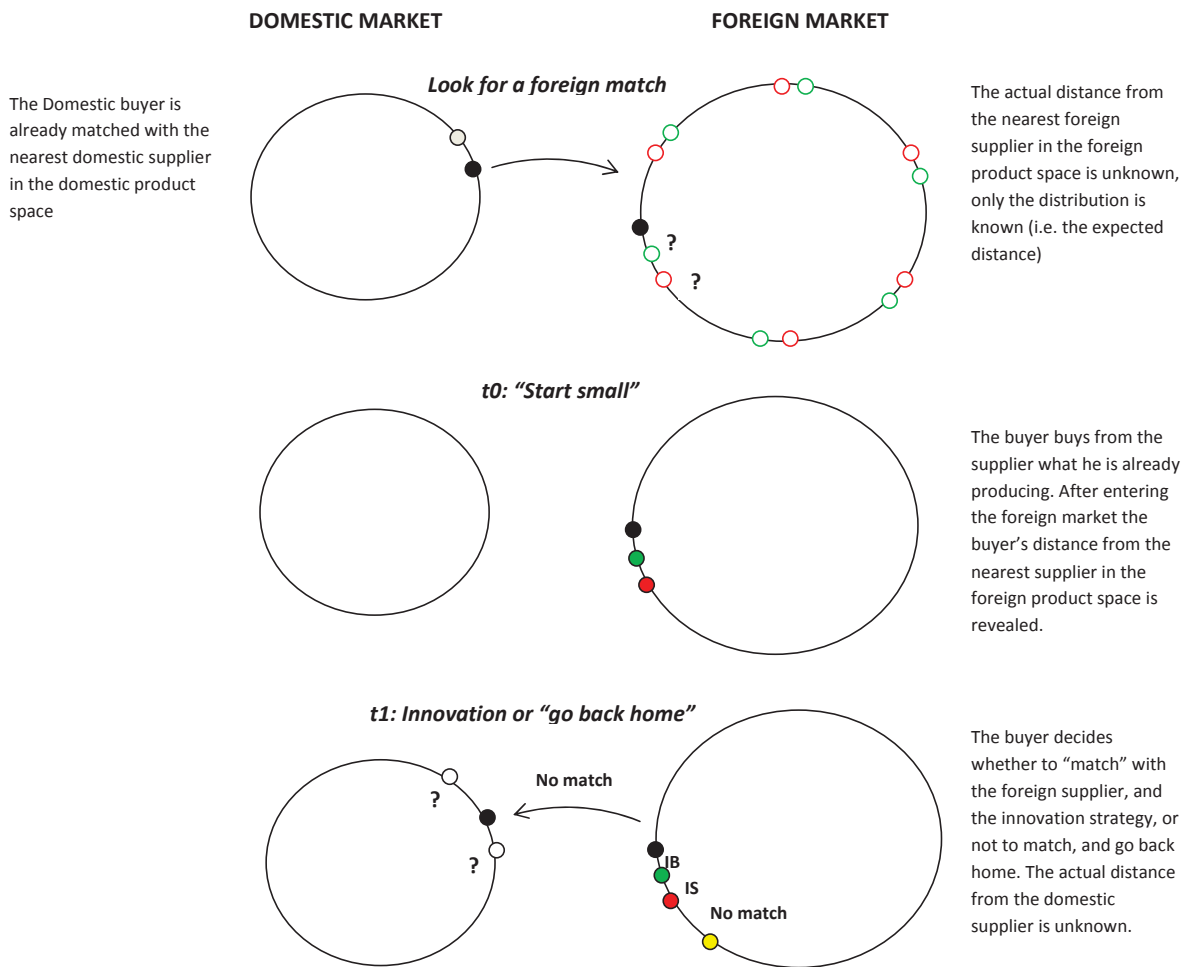 DOMESTIC MARKET
FOREIGN MARKET
Look for a foreign match
The Domestic buyer is
already matched with the
nearest domestic supplier
in the domestic product
space
?
?
The actual distance from
the nearest foreign
supplier in the foreign
product space is unknown,
only the distribution is
known (i.e. the expected
distance)
t0: “Start small”
The buyer buys from the
supplier what he is already
producing. After entering
the foreign market the
buyer’s distance from the
nearest supplier in the
foreign product space is
revealed.
t1: Innovation or “go back home”
?
?
No match
IB
IS
No match
The buyer decides
whether to “match” with
the foreign supplier, and
the innovation strategy, or
not to match, and go back
home. The actual distance
from the domestic
supplier is unknown.